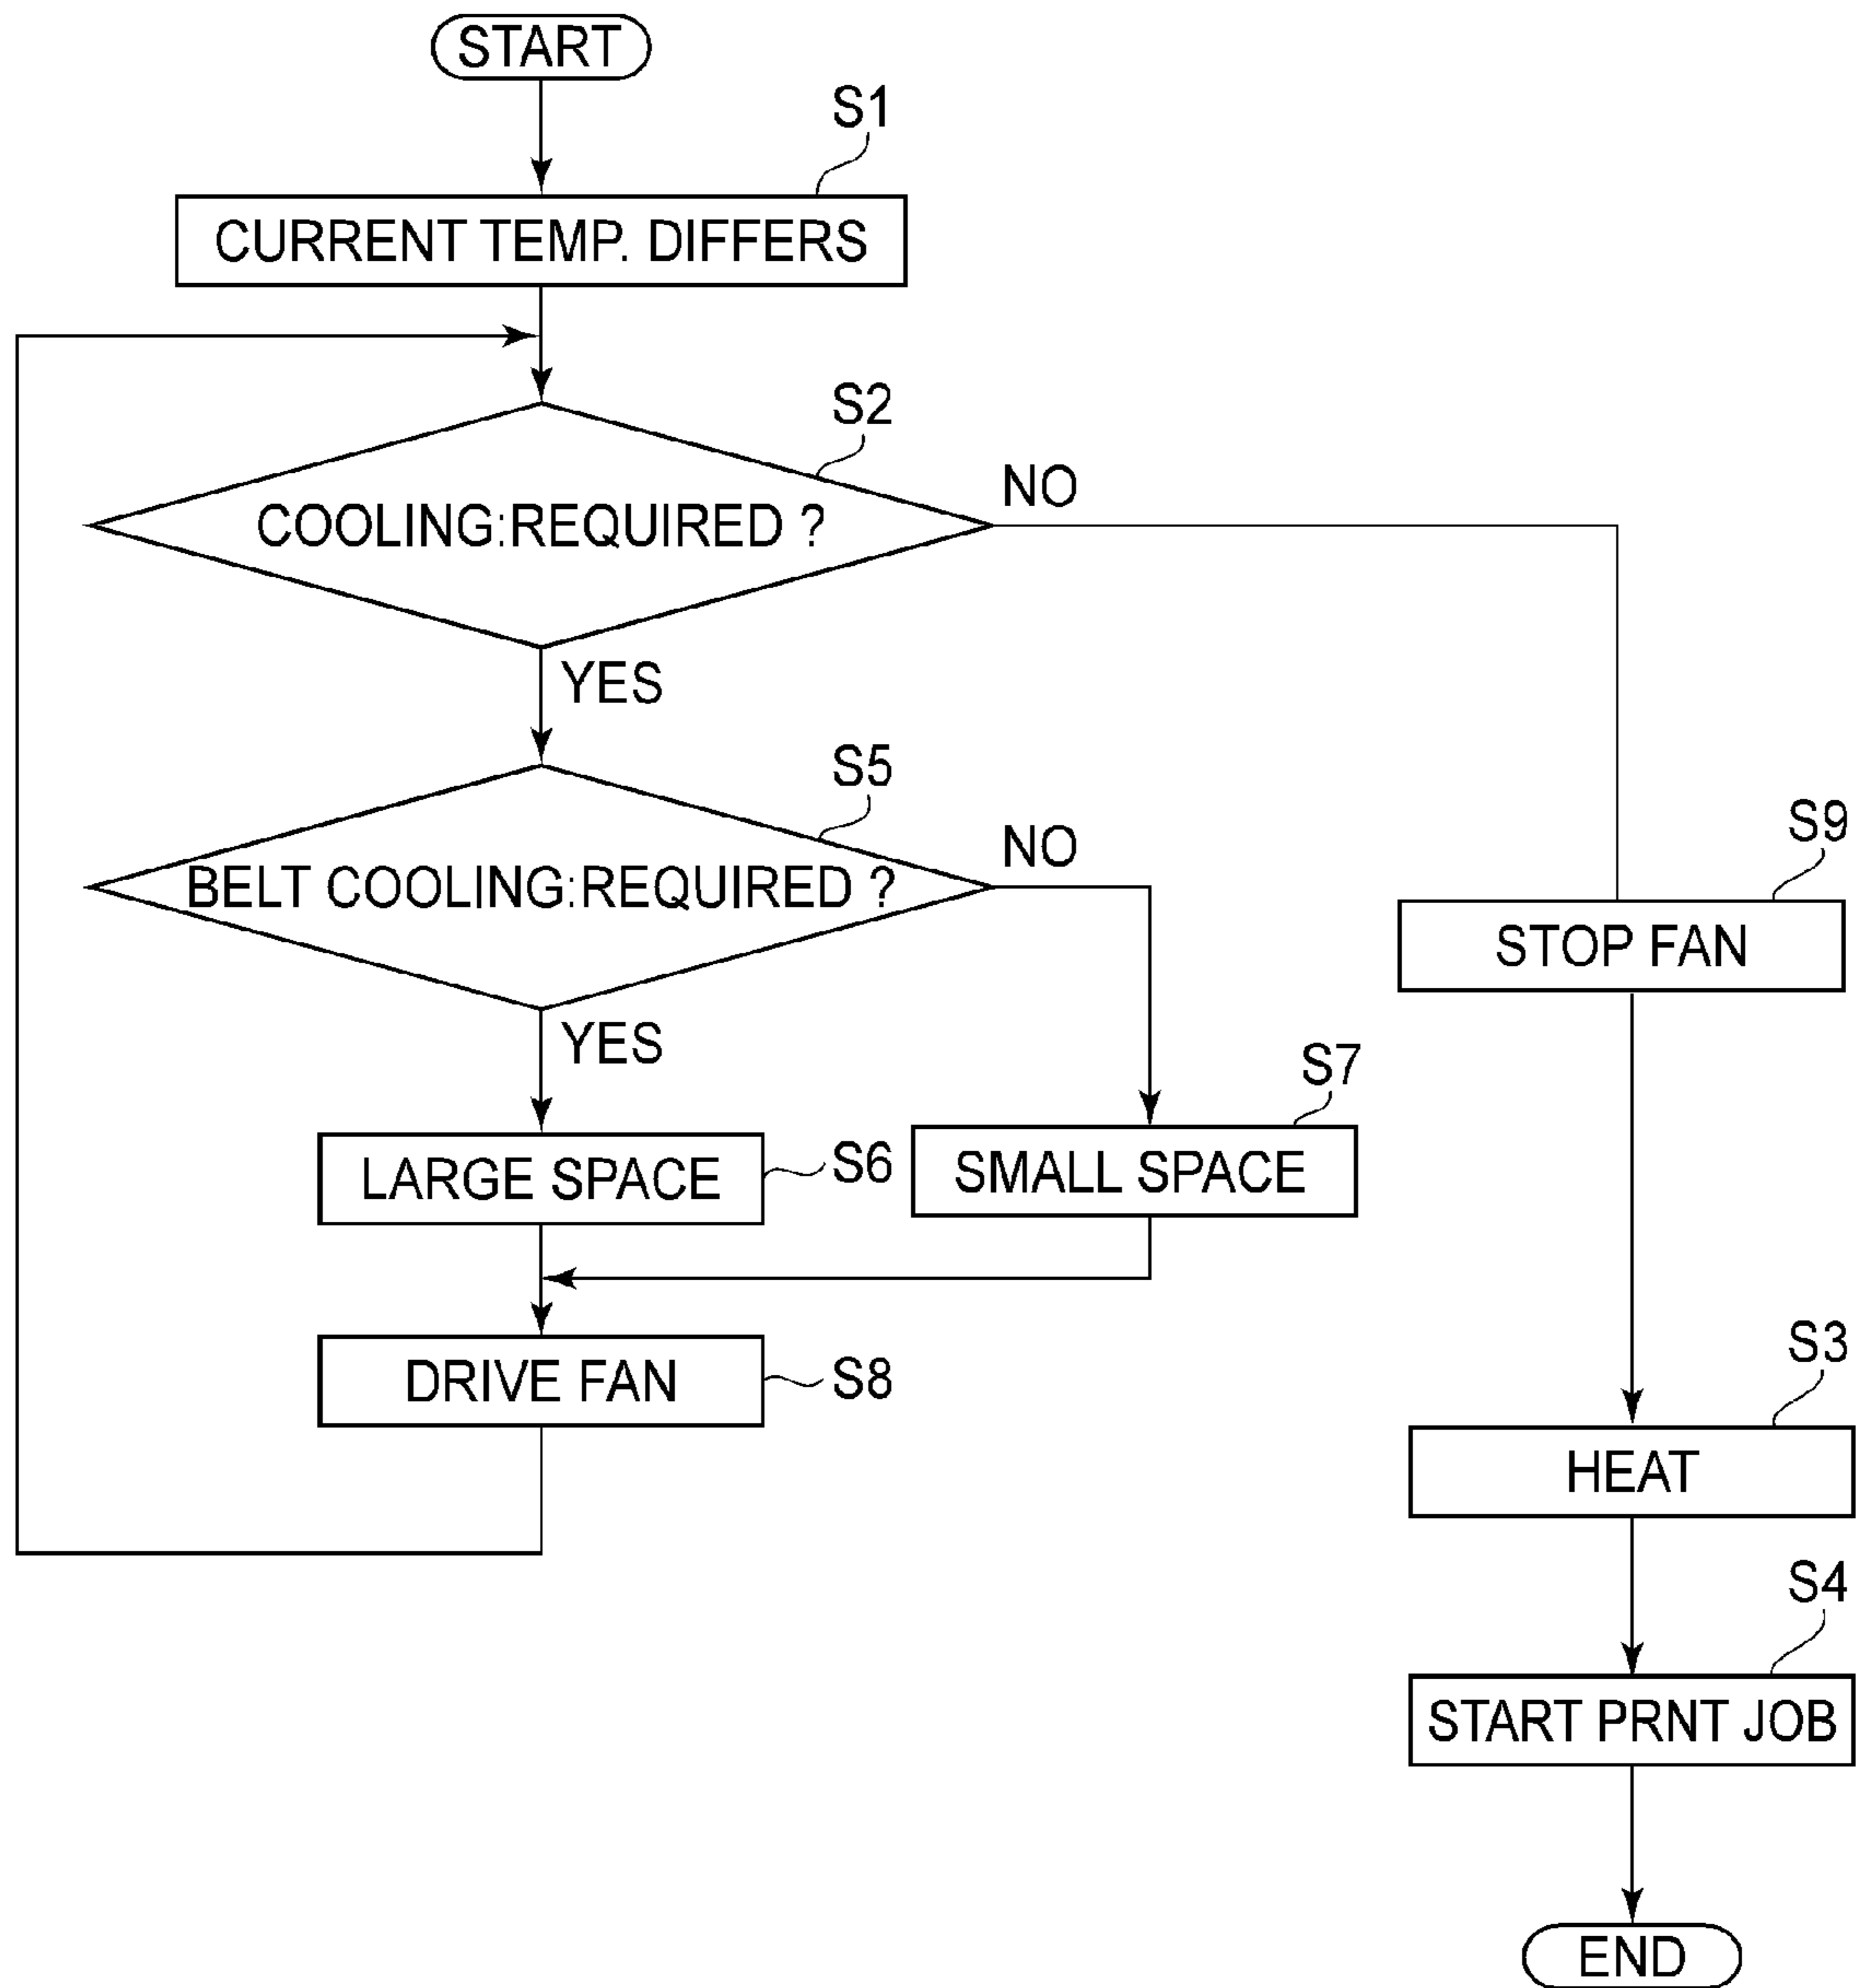 START
S1
CURRENT TEMP. DIFFERS
S2
COOLING:REQUIRED ?
NO
YES
S5
BELT COOLING:REQUIRED ?
NO
YES
S9
STOP FAN
S7
LARGE SPACE
S6
SMALL SPACE
DRIVE FAN
S8
S3
HEAT
S4
START PRNT JOB
END